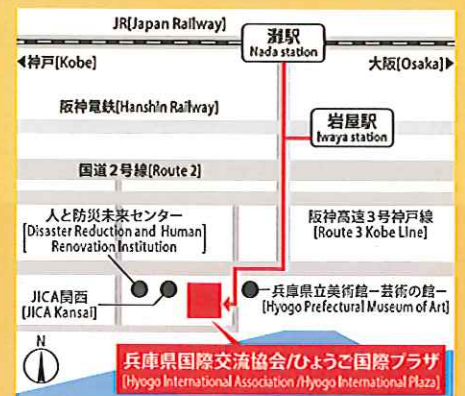 JR[Japan Railway]
灘駅
Nada station
神戸[Kobe]
大阪[Osaka]
阪神電鉄[Hanshin Railway]
岩屋駅
Iwaya station
国道2号線[Route 2]
人と防災未来センター
[Disaster Reduction and Human]
Renovation Institution]
阪神高速3号神戸線
[Route 3 Kobe Line]
JICA関西
[JICA Kansai]
兵庫県立美術館ー芸術の館ー
[Hyogo Prefectural Museum of Art]
N
兵庫県国際交流協会/ひょうご国際プラザ
[Hyogo International Association /Hyogo International Plaza]